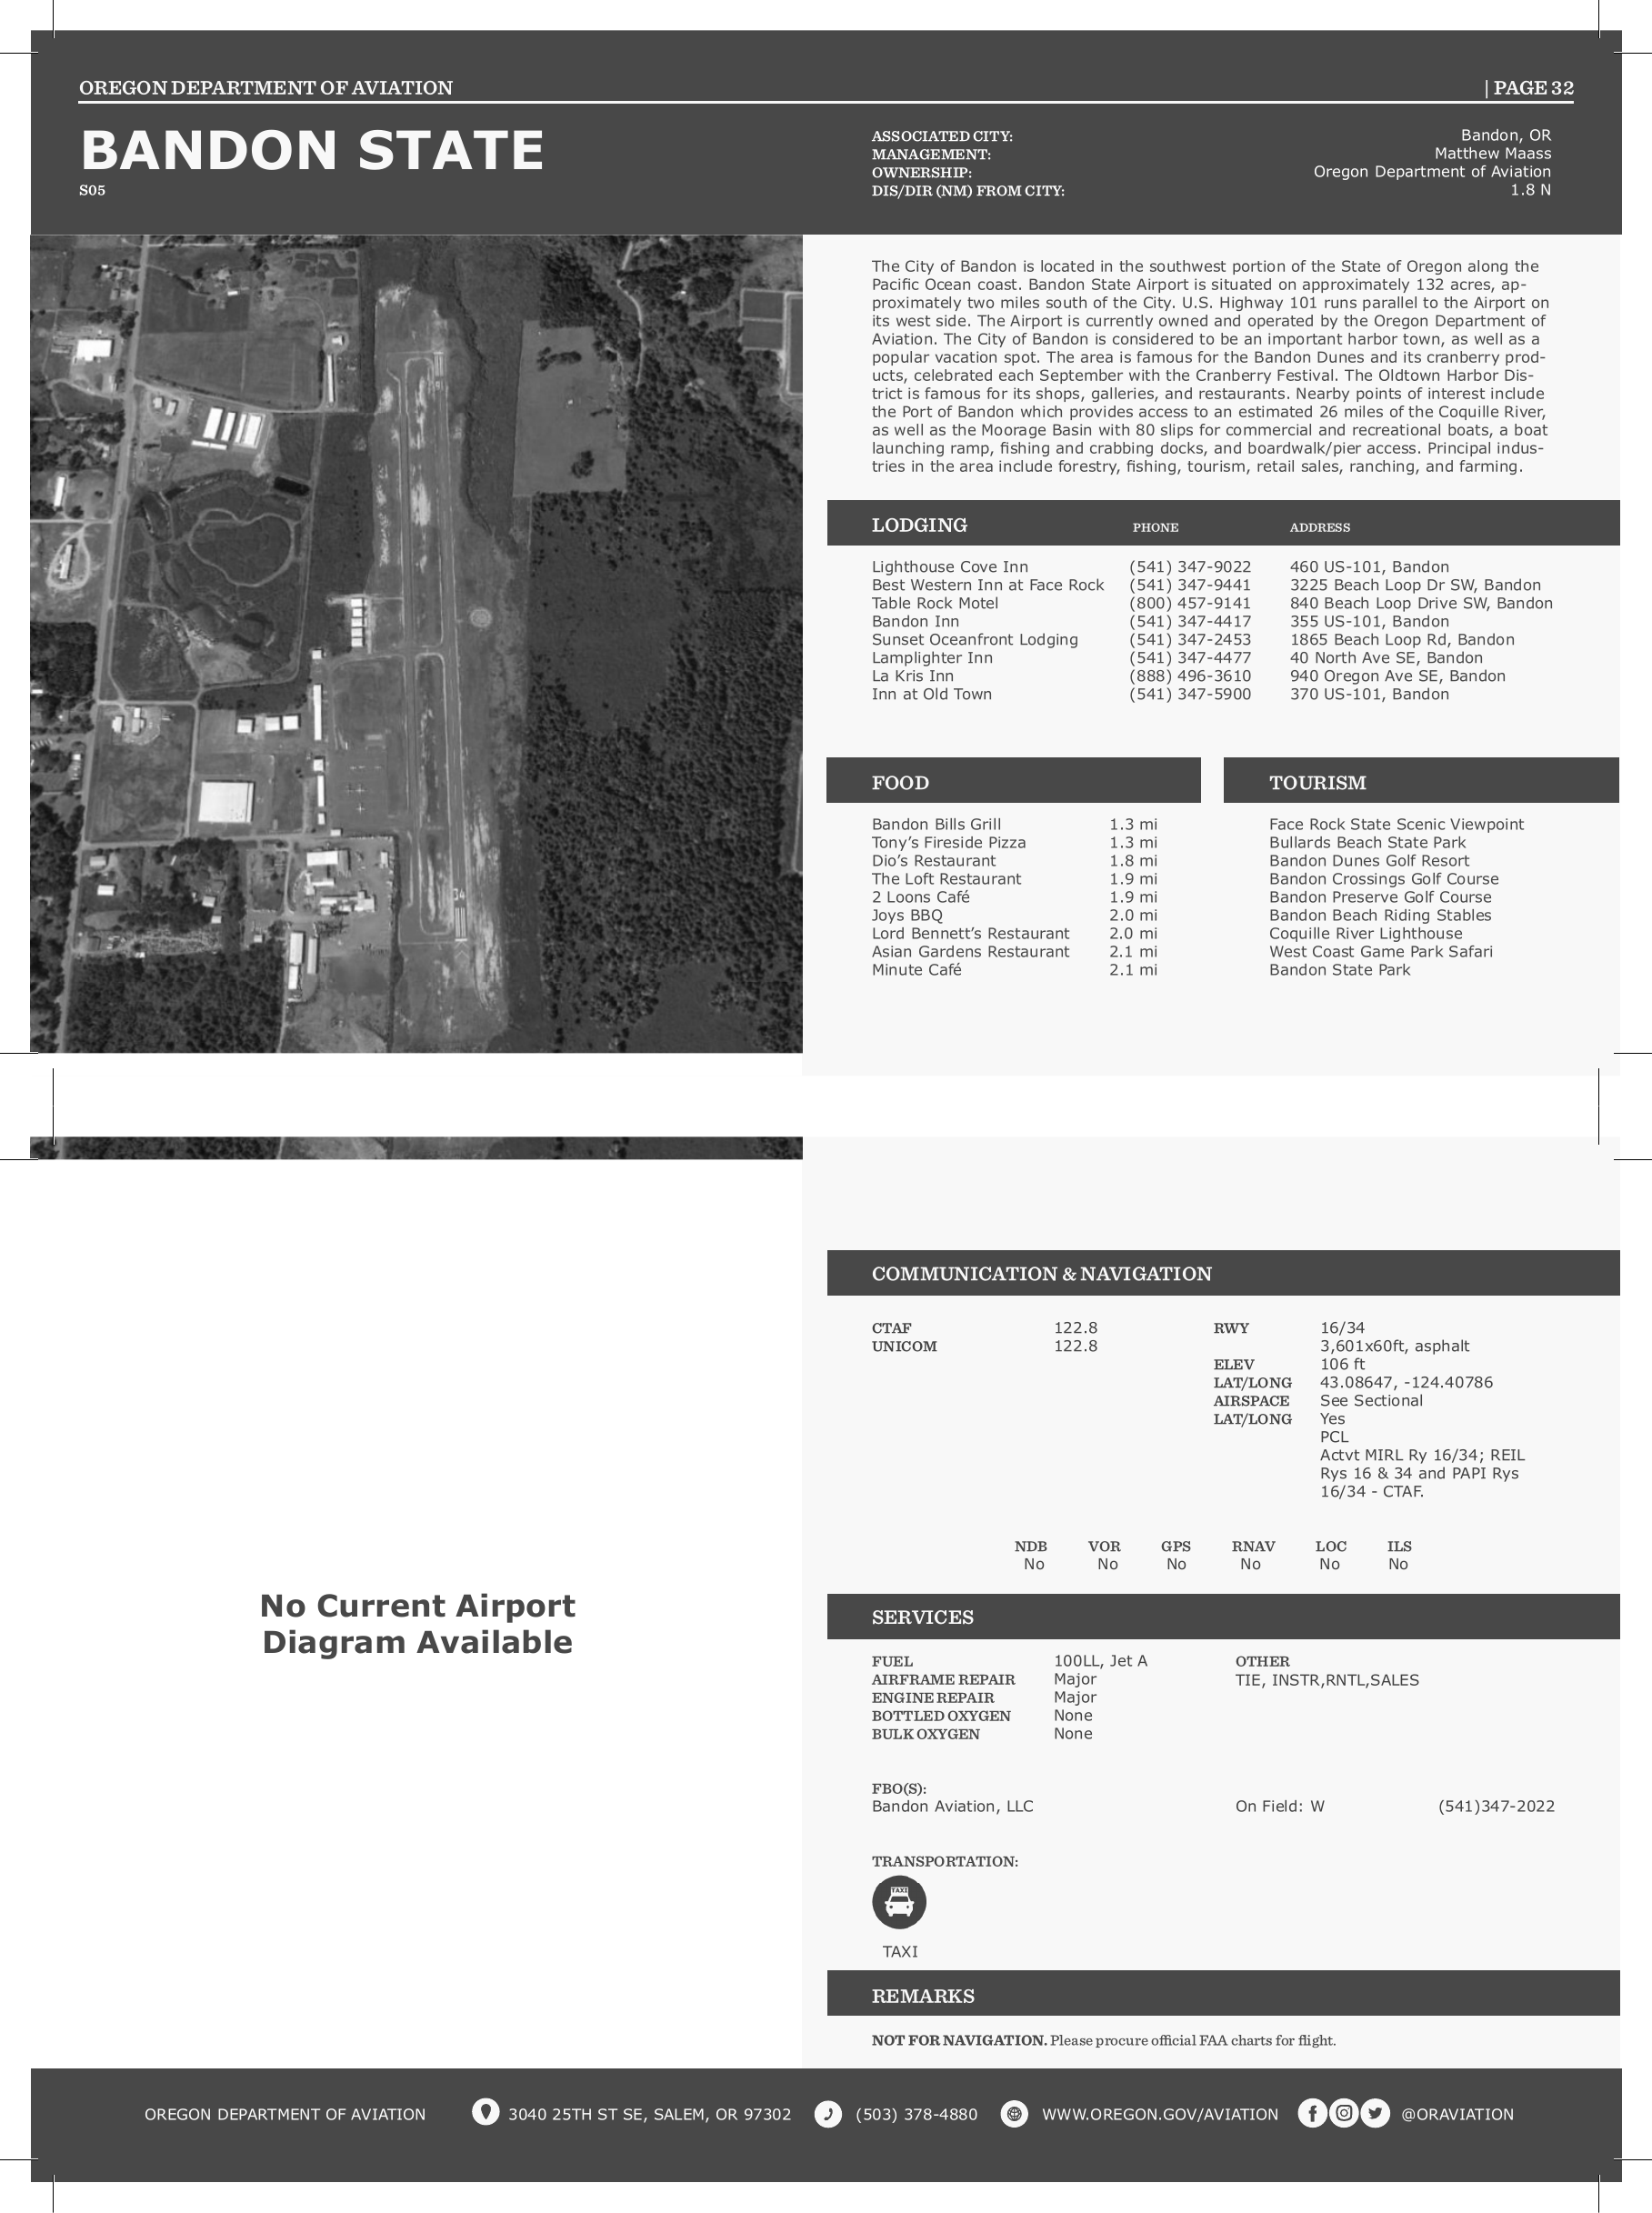 OREGON DEPARTMENT OF AVIATION
| PAGE 32
BANDON STATE
S05
ASSOCIATED CITY: Bandon, OR
MANAGEMENT: Matthew Maass
OWNERSHIP: Oregon Department of Aviation
DIS/DIR (NM) FROM CITY: 1.8 N
The City of Bandon is located in the southwest portion of the State of Oregon along the
Pacific Ocean coast. Bandon State Airport is situated on approximately 132 acres, ap-
proximately two miles south of the City. U.S. Highway 101 runs parallel to the Airport on
its west side. The Airport is currently owned and operated by the Oregon Department of
Aviation. The City of Bandon is considered to be an important harbor town, as well as a
popular vacation spot. The area is famous for the Bandon Dunes and its cranberry prod-
ucts, celebrated each September with the Cranberry Festival. The Oldtown Harbor Dis-
trict is famous for its shops, galleries, and restaurants. Nearby points of interest include
the Port of Bandon which provides access to an estimated 26 miles of the Coquille River,
as well as the Moorage Basin with 80 slips for commercial and recreational boats, a boat
launching ramp, fishing and crabbing docks, and boardwalk/pier access. Principal indus-
tries in the area include forestry, fishing, tourism, retail sales, ranching, and farming.
LODGING PHONE ADDRESS
Lighthouse Cove Inn (541) 347-9022 460 US-101, Bandon
Best Western Inn at Face Rock (541) 347-9441 3225 Beach Loop Dr SW, Bandon
Table Rock Motel (800) 457-9141 840 Beach Loop Drive SW, Bandon
Bandon Inn (541) 347-4417 355 US-101, Bandon
Sunset Oceanfront Lodging (541) 347-2453 1865 Beach Loop Rd, Bandon
Lamplighter Inn (541) 347-4477 40 North Ave SE, Bandon
La Kris Inn (888) 496-3610 940 Oregon Ave SE, Bandon
Inn at Old Town (541) 347-5900 370 US-101, Bandon
FOOD
Bandon Bills Grill 1.3 mi
Tony's Fireside Pizza 1.3 mi
Dio's Restaurant 1.8 mi
The Loft Restaurant 1.9 mi
2 Loons Café 1.9 mi
Joys BBQ 2.0 mi
Lord Bennett's Restaurant 2.0 mi
Asian Gardens Restaurant 2.1 mi
Minute Café 2.1 mi
TOURISM
Face Rock State Scenic Viewpoint
Bullards Beach State Park
Bandon Dunes Golf Resort
Bandon Crossings Golf Course
Bandon Preserve Golf Course
Bandon Beach Riding Stables
Coquille River Lighthouse
West Coast Game Park Safari
Bandon State Park
No Current Airport
Diagram Available
COMMUNICATION & NAVIGATION
CTAF 122.8
UNICOM 122.8
RWY 16/34
3,601x60ft, asphalt
ELEV 106 ft
LAT/LONG 43.08647, -124.40786
AIRSPACE See Sectional
LAT/LONG Yes
PCL
Actvt MIRL Ry 16/34; REIL
Rys 16 & 34 and PAPI Rys
16/34 - CTAF.
NDB VOR GPS RNAV LOC ILS
No No No No No No
SERVICES
FUEL 100LL, Jet A
AIRFRAME REPAIR Major
ENGINE REPAIR Major
BOTTLED OXYGEN None
BULK OXYGEN None
OTHER
TIE, INSTR,RNTL,SALES
FBO(S):
Bandon Aviation, LLC On Field: W (541)347-2022
TRANSPORTATION:
TAXI
TAXI
REMARKS
NOT FOR NAVIGATION. Please procure official FAA charts for flight.
OREGON DEPARTMENT OF AVIATION 3040 25TH ST SE, SALEM, OR 97302 (503) 378-4880 WWW.OREGON.GOV/AVIATION @ORAVIATION